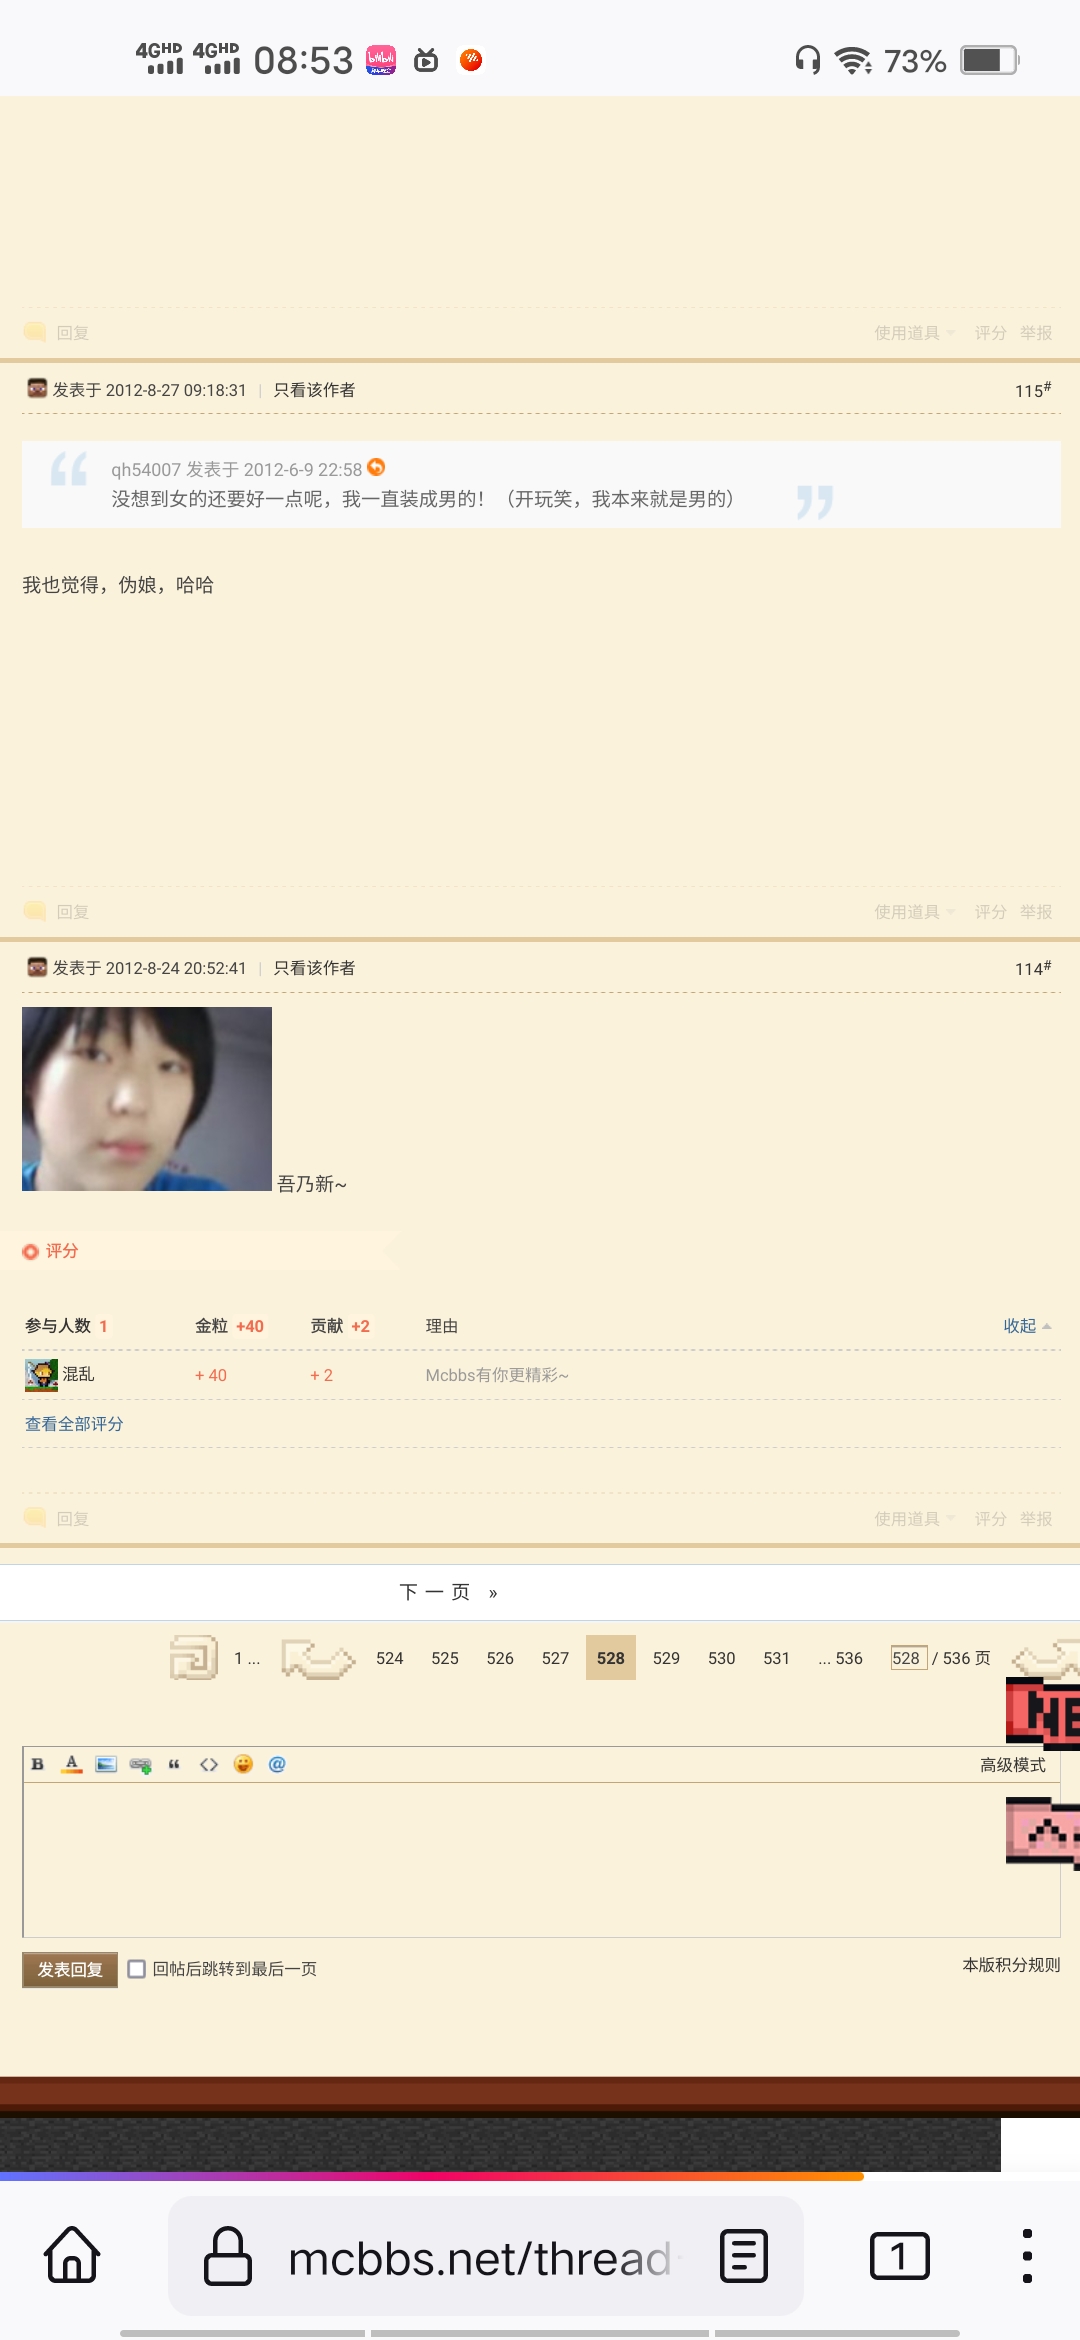 4GHD 4GHD 08:53 73%
回复 使用道具 评分 举报
发表于 2012-8-27 09:18:31 | 只看该作者 115#
qh54007 发表于 2012-6-9 22:58
没想到女的还要好一点呢，我一直装成男的！（开玩笑，我本来就是男的）
我也觉得，伪娘，哈哈
回复 使用道具 评分 举报
发表于 2012-8-24 20:52:41 | 只看该作者 114#
吾乃新~
评分
参与人数 1 金粒 +40 贡献 +2 理由 收起
混乱 + 40 + 2 Mcbbs有你更精彩~
查看全部评分
回复 使用道具 评分 举报
下一页 »
1 ... 524 525 526 527 528 529 530 531 ... 536 528 / 536 页
NE
B A “ <> @ 高级模式
发表回复 回帖后跳转到最后一页 本版积分规则
mcbbs.net/thread 1